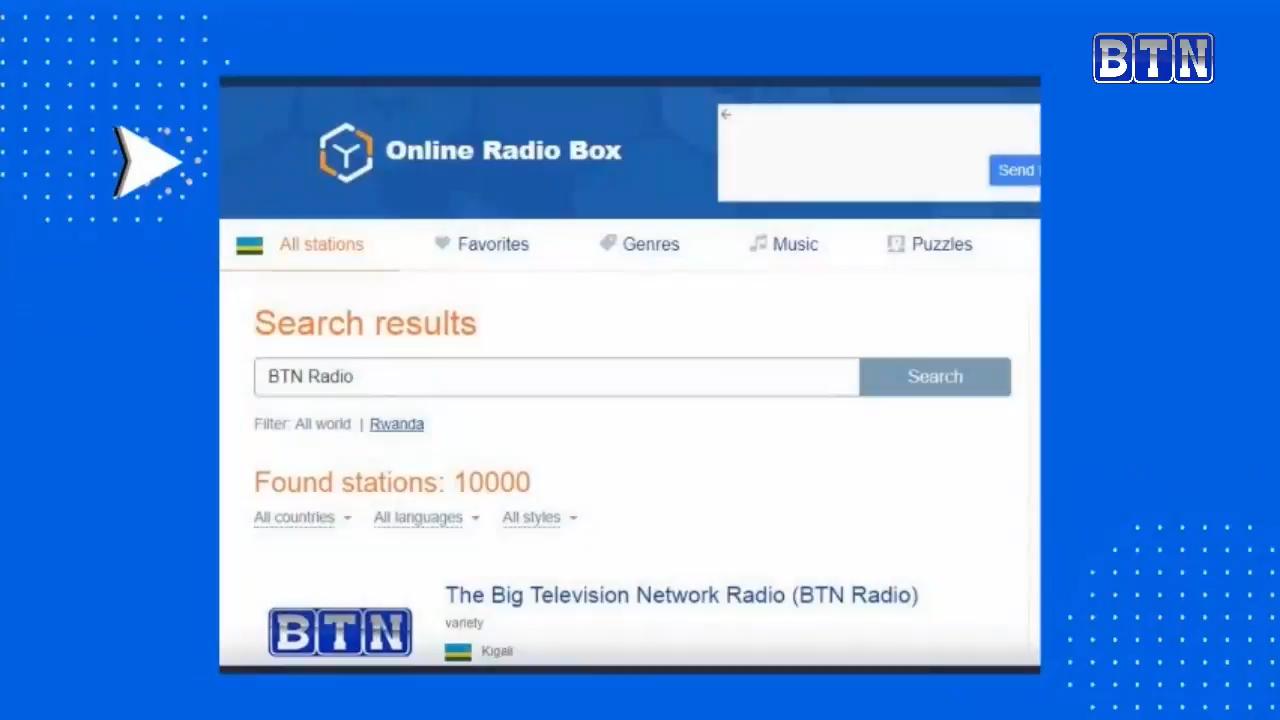 BTN
Online Radio Box
Send
All stations Favorites Genres Music Puzzles
Search results
BTN Radio Search
Filter: All world | Rwanda
Found stations: 10000
All countries All languages All styles
The Big Television Network Radio (BTN Radio)
variety
BTN
Kigali